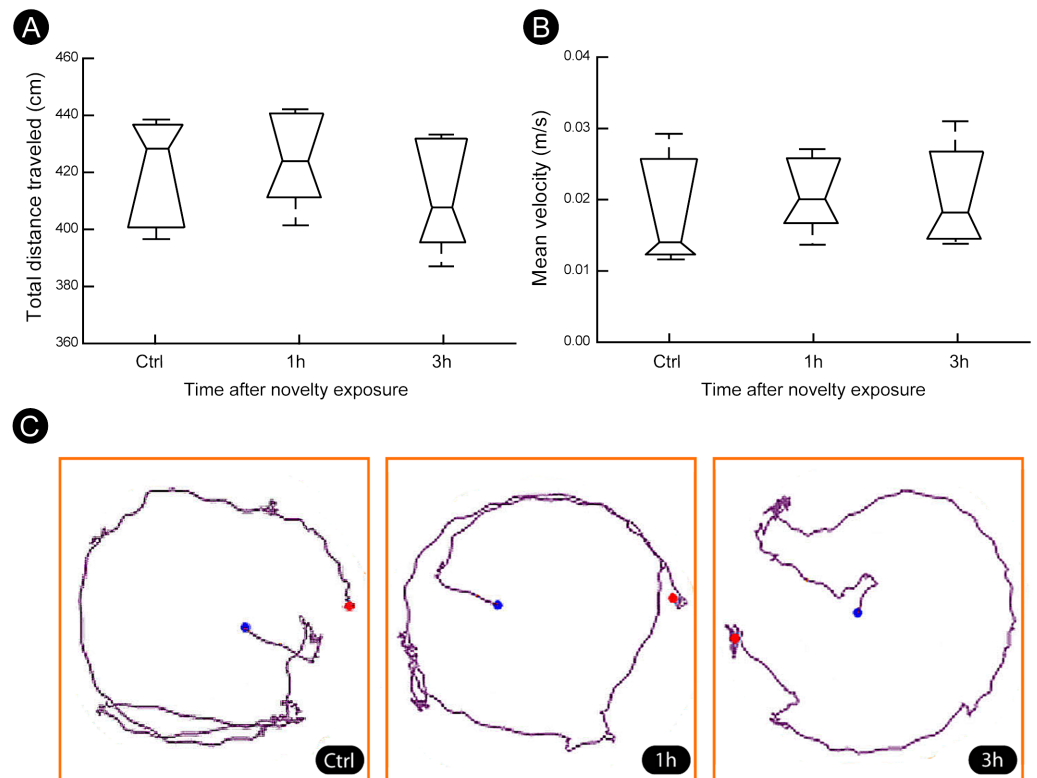 A
B
Total distance traveled (cm)
460
440
420
400
380
360
Ctrl
1h
3h
Time after novelty exposure
Mean velocity (m/s)
0.04
0.03
0.02
0.01
0.00
Ctrl
1h
3h
Time after novelty exposure
C
Ctrl
1h
3h